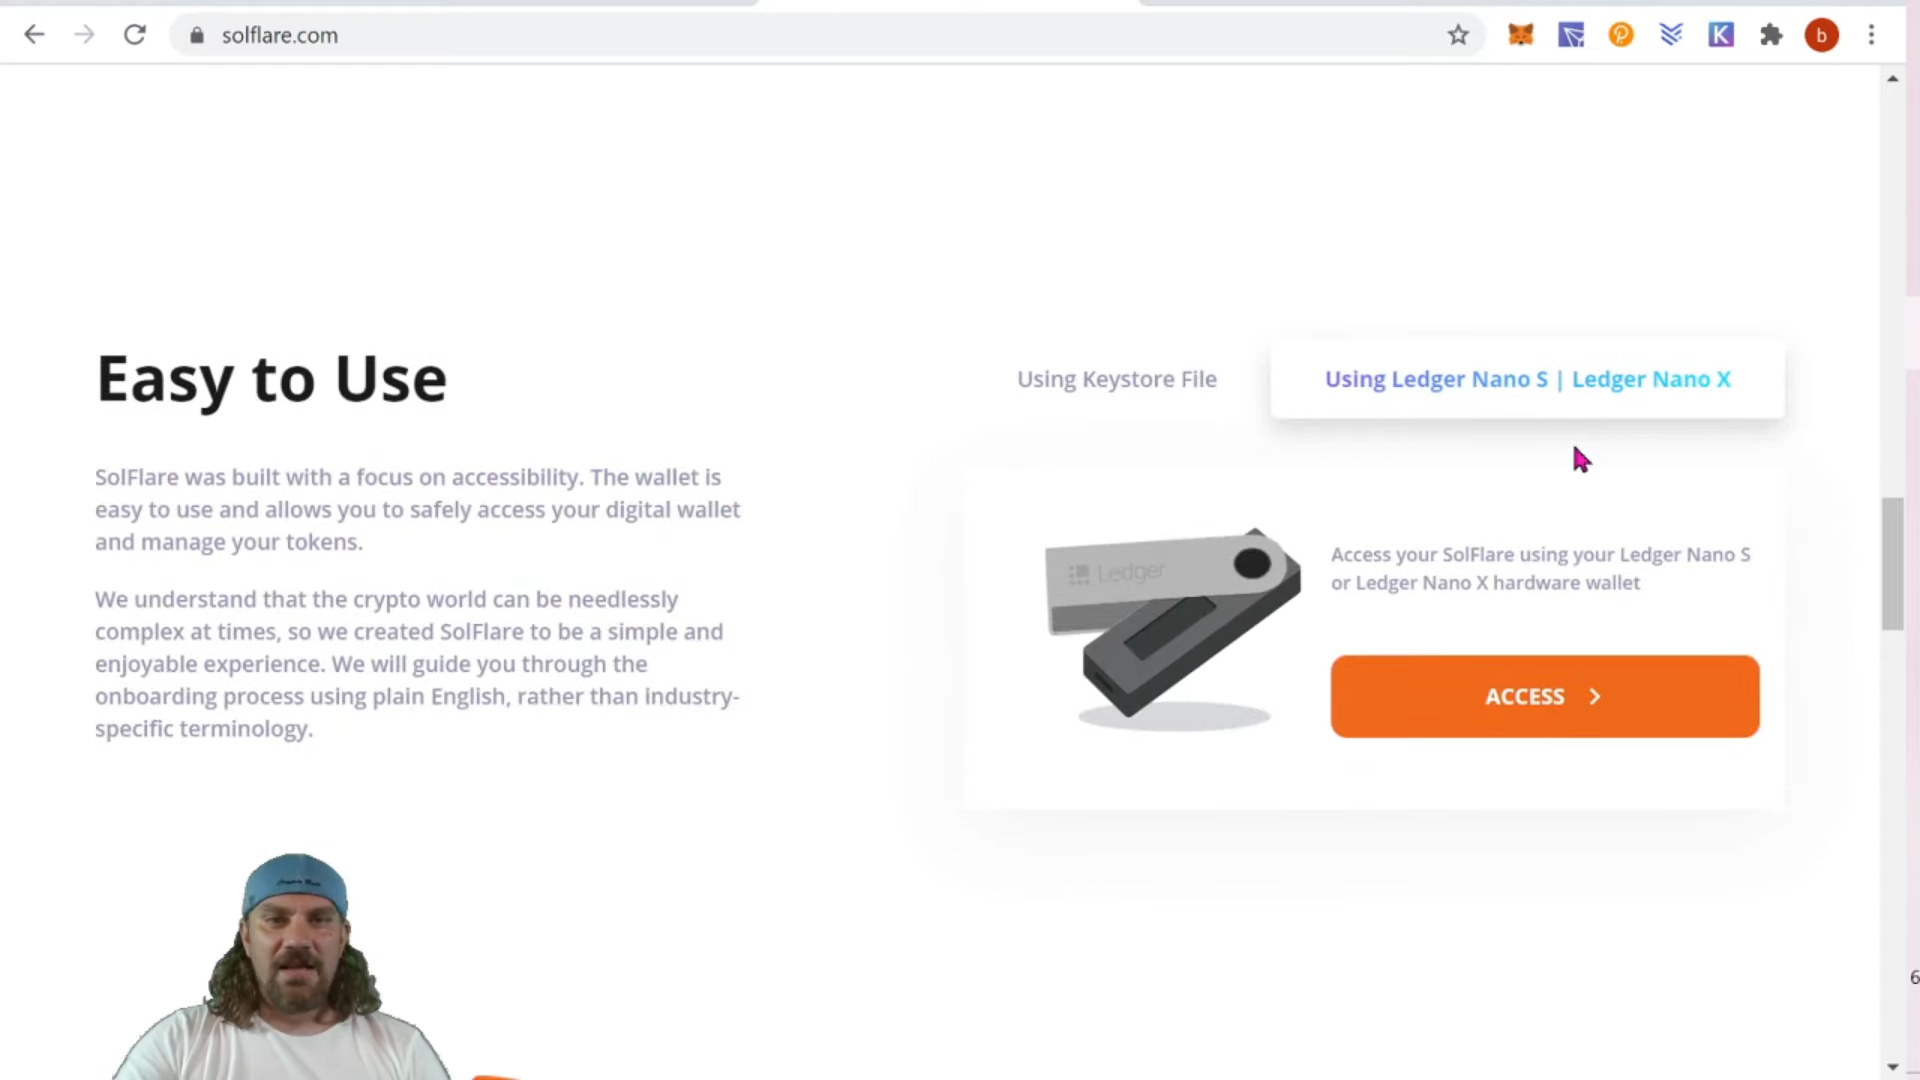 solflare.com
K
b
Easy to Use
Using Keystore File
Using Ledger Nano S | Ledger Nano X
SolFlare was built with a focus on accessibility. The wallet is
easy to use and allows you to safely access your digital wallet
and manage your tokens.
We understand that the crypto world can be needlessly
complex at times, so we created SolFlare to be a simple and
enjoyable experience. We will guide you through the
onboarding process using plain English, rather than industry-
specific terminology.
Ledger
Access your SolFlare using your Ledger Nano S
or Ledger Nano X hardware wallet
ACCESS
6